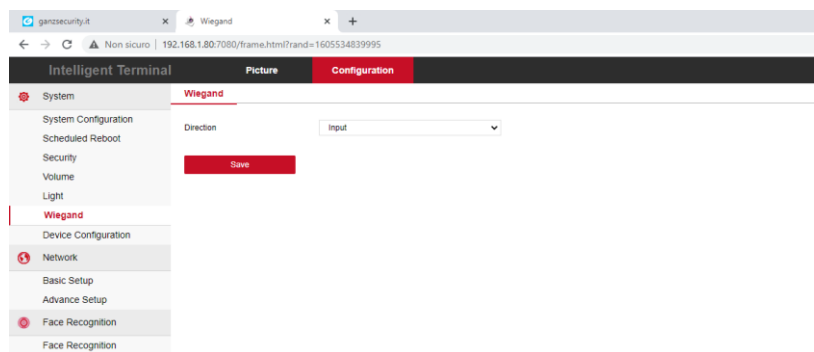 ganzsecurity.it
Wiegand
Non sicuro | 192.168.1.80:7080/frame.html?rand=1605534839995
Intelligent Terminal Picture Configuration
System
System Configuration
Scheduled Reboot
Security
Volume
Light
Wiegand
Device Configuration
Network
Basic Setup
Advance Setup
Face Recognition
Face Recognition
Wiegand
Direction Input
Save